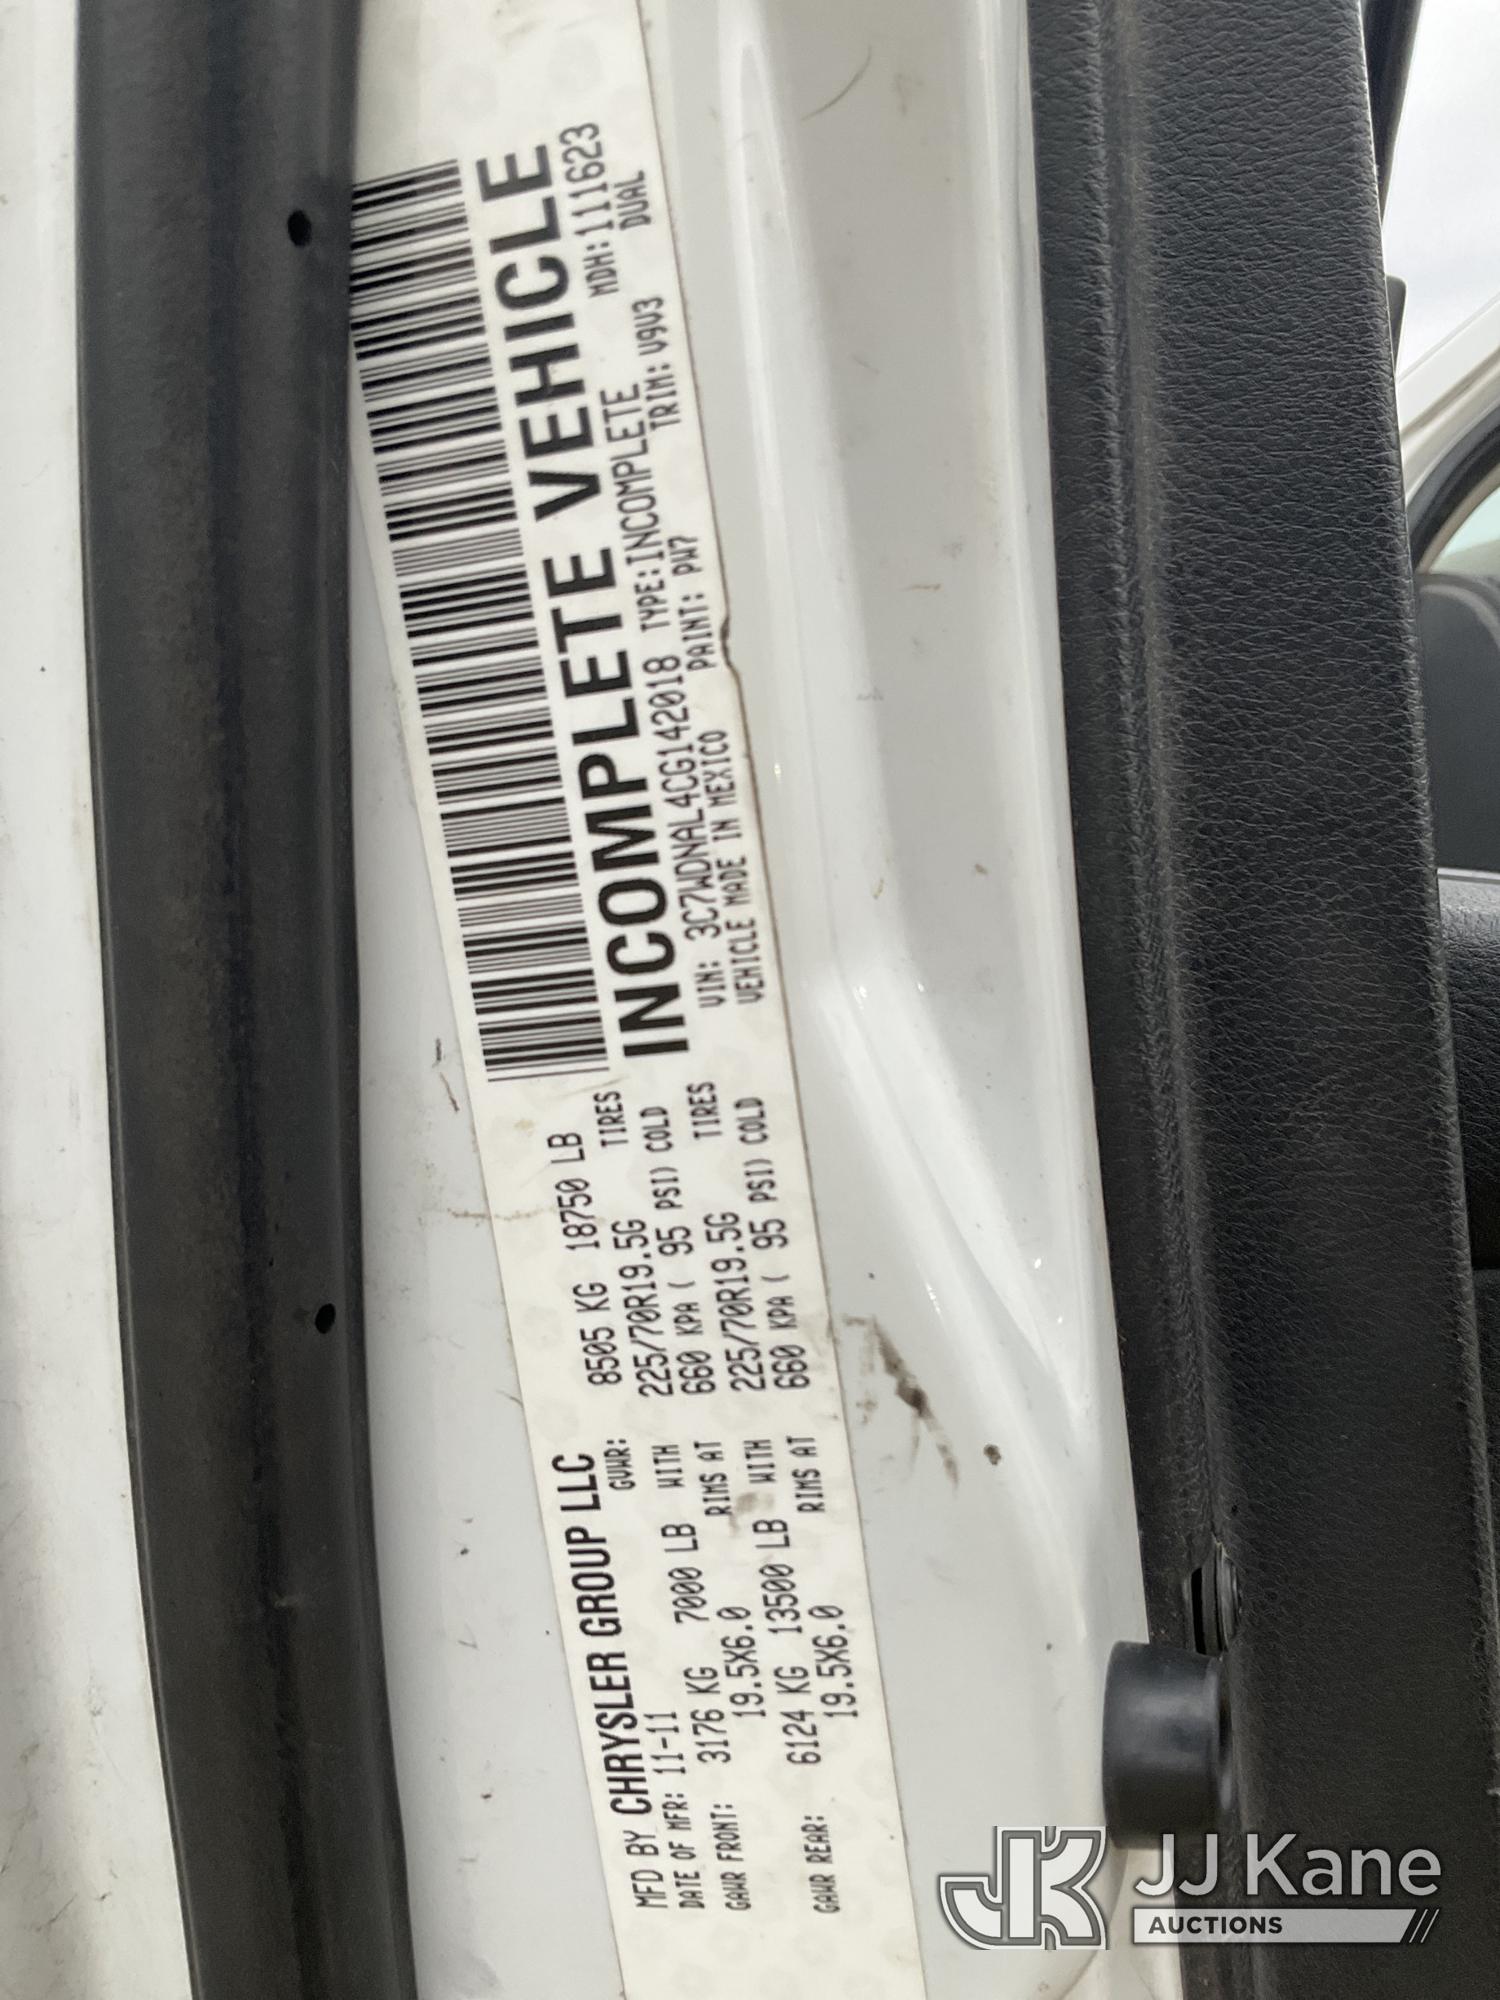 MFD BY CHRYSLER GROUP LLC
DATE OF MFR: 11-11 GVWR: 8505 KG 18750 LB
GAWR FRONT: 3176 KG 7000 LB WITH 225/70R19.5G TIRES
19.5X6.0 RIMS AT 660 KPA ( 95 PSI) COLD
GAWR REAR: 6124 KG 13500 LB WITH 225/70R19.5G TIRES
19.5X6.0 RIMS AT 660 KPA ( 95 PSI) COLD
INCOMPLETE VEHICLE
MDH:111623
VIN: 3C7WDNAL4CG142018 TYPE:INCOMPLETE DUAL
VEHICLE MADE IN MEXICO PAINT: PW7 TRIM: V9V3
JJ Kane
AUCTIONS